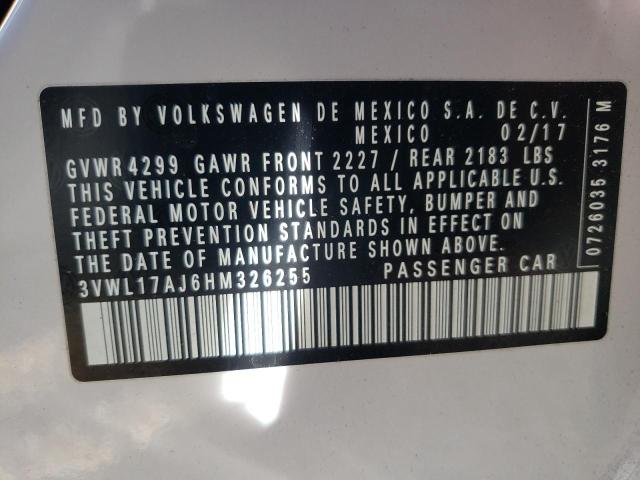 MFD BY VOLKSWAGEN DE MEXICO S.A. DE C.V.
MEXICO 02/17
GVWR 4299 GAWR FRONT 2227 / REAR 2183 LBS
THIS VEHICLE CONFORMS TO ALL APPLICABLE U.S.
FEDERAL MOTOR VEHICLE SAFETY, BUMPER AND
THEFT PREVENTION STANDARDS IN EFFECT ON
THE DATE OF MANUFACTURE SHOWN ABOVE.
3VWL17AJ6HM326255 PASSENGER CAR
0726035 3176 M